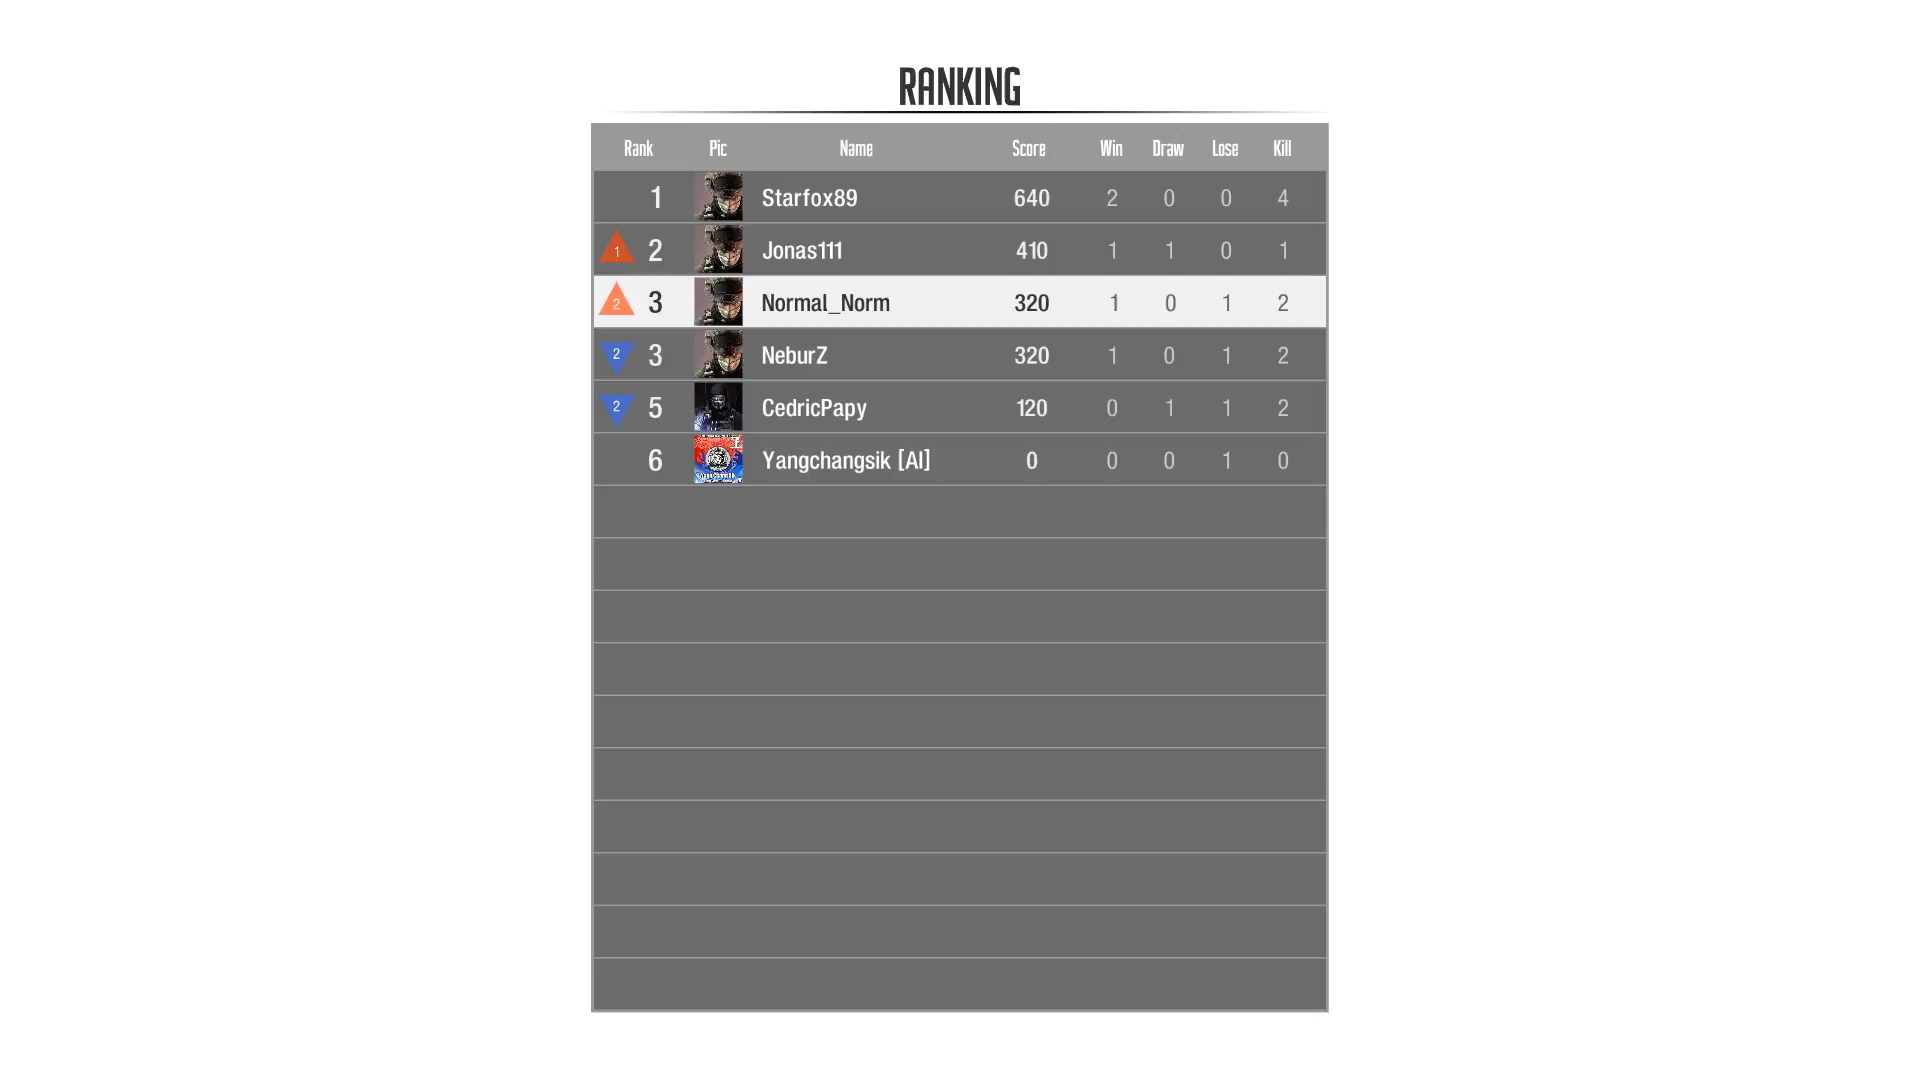 RANKING
Rank Pic Name Score Win Draw Lose Kill
1 Starfox89 640 2 0 0 4
1 2 Jonas111 410 1 1 0 1
2 3 Normal_Norm 320 1 0 1 2
2 3 NeburZ 320 1 0 1 2
2 5 CedricPapy 120 0 1 1 2
6 Yangchangsik [AI] 0 0 0 1 0